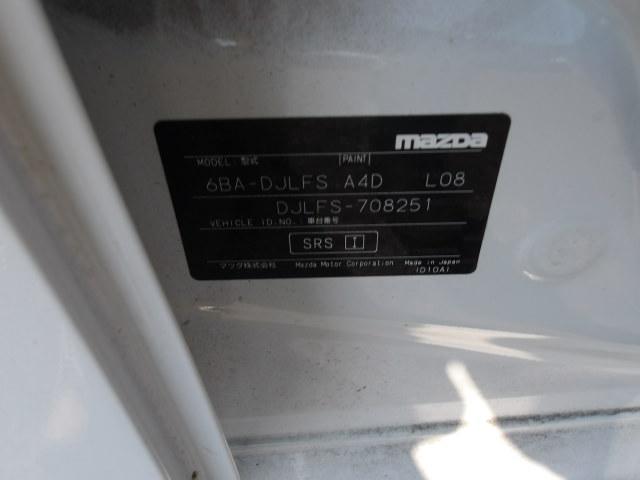 mazda
MODEL: 型式 PAINT
6BA-DJLFS A4D L08
DJLFS-708251
VEHICLE ID.NO.: 車台番号
SRS I
マツダ株式会社 Mazda Motor Corporation Made in Japan
ID10A1